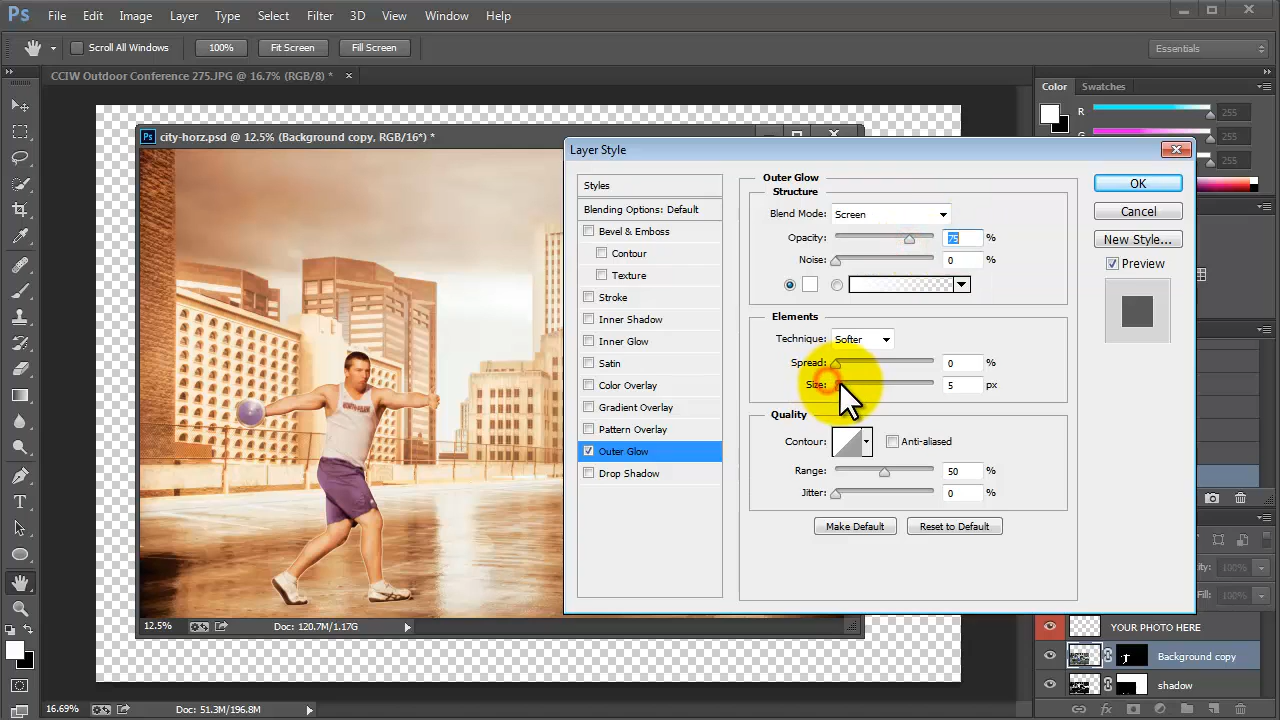 Ps File Edit Image Layer Type Select Filter 3D View Window Help
Scroll All Windows 100% Fit Screen Fill Screen Essentials
CCIW Outdoor Conference 275.JPG @ 16.7% (RGB/8) * ×
Color Swatches
R 255
G 255
255
Ps city-horz.psd @ 12.5% (Background copy, RGB/16*) *
Layer Style
Styles
Blending Options: Default
Bevel & Emboss
Contour
Texture
Stroke
Inner Shadow
Inner Glow
Satin
Color Overlay
Gradient Overlay
Pattern Overlay
Outer Glow
Drop Shadow
Outer Glow
Structure
Blend Mode: Screen
Opacity: 75 %
Noise: 0 %
Elements
Technique: Softer
Spread: 0 %
Size: 5 px
Quality
Contour: Anti-aliased
Range: 50 %
Jitter: 0 %
Make Default Reset to Default
OK
Cancel
New Style...
Preview
12.5% Doc: 120.7M/1.17G
100%
Fill: 100%
YOUR PHOTO HERE
Background copy
shadow
fx
16.69% Doc: 51.3M/196.8M